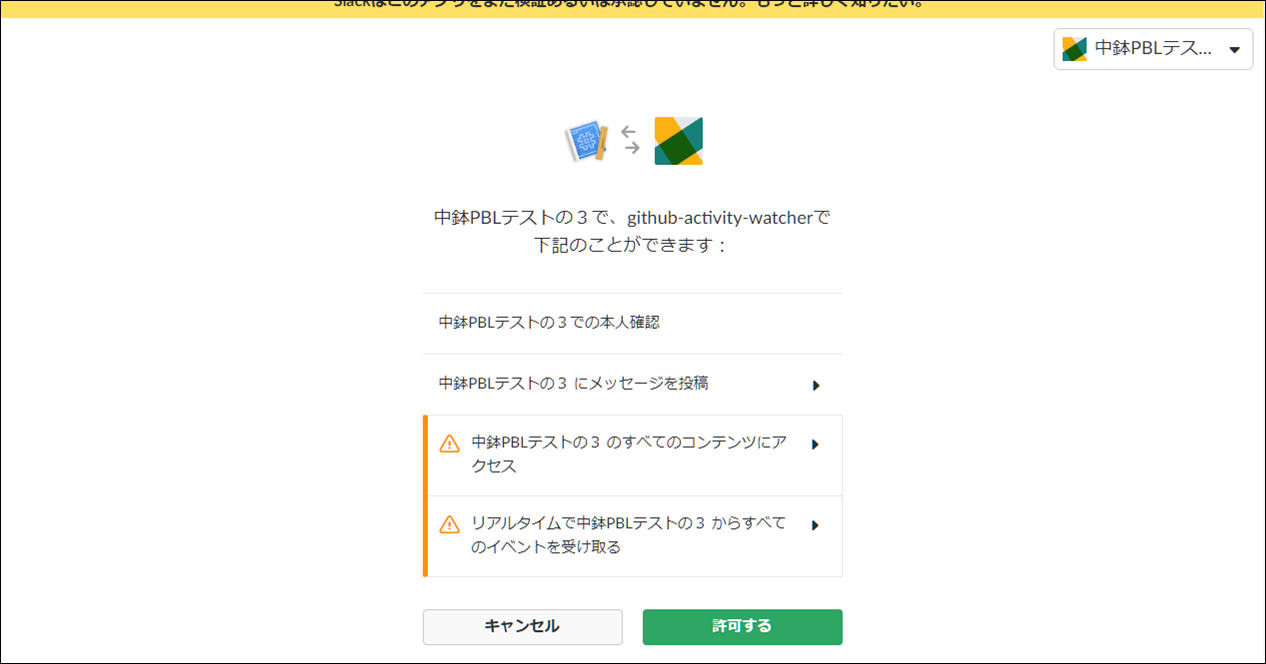 Slackはこのアプリをまだ検証あるいは承認していません。もっと詳しく知りたい。
中鉢PBLテス...
中鉢PBLテストの３で、github-activity-watcherで
下記のことができます：
中鉢PBLテストの３での本人確認
中鉢PBLテストの３ にメッセージを投稿
中鉢PBLテストの３ のすべてのコンテンツにア
クセス
リアルタイムで中鉢PBLテストの３ からすべて
のイベントを受け取る
キャンセル
許可する